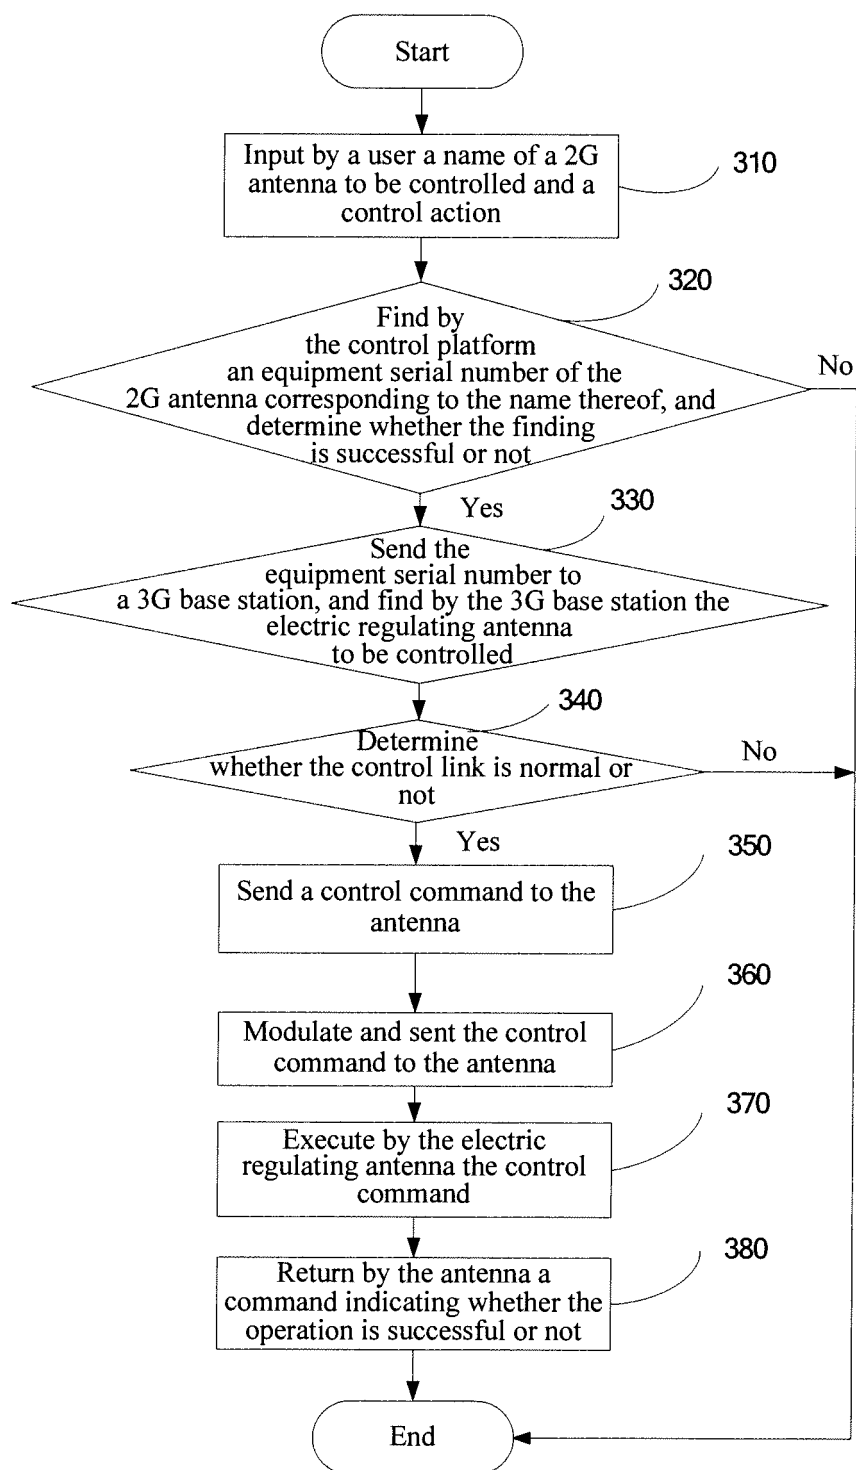 Start
Input by a user a name of a 2G
antenna to be controlled and a
control action
310
320
Find by
the control platform
an equipment serial number of the
2G antenna corresponding to the name thereof, and
determine whether the finding
is successful or not
No
Yes
330
Send the
equipment serial number to
a 3G base station, and find by the 3G base station the
electric regulating antenna
to be controlled
340
Determine
whether the control link is normal or
not
No
Yes
350
Send a control command to the
antenna
360
Modulate and sent the control
command to the antenna
370
Execute by the electric
regulating antenna the control
command
380
Return by the antenna a
command indicating whether the
operation is successful or not
End